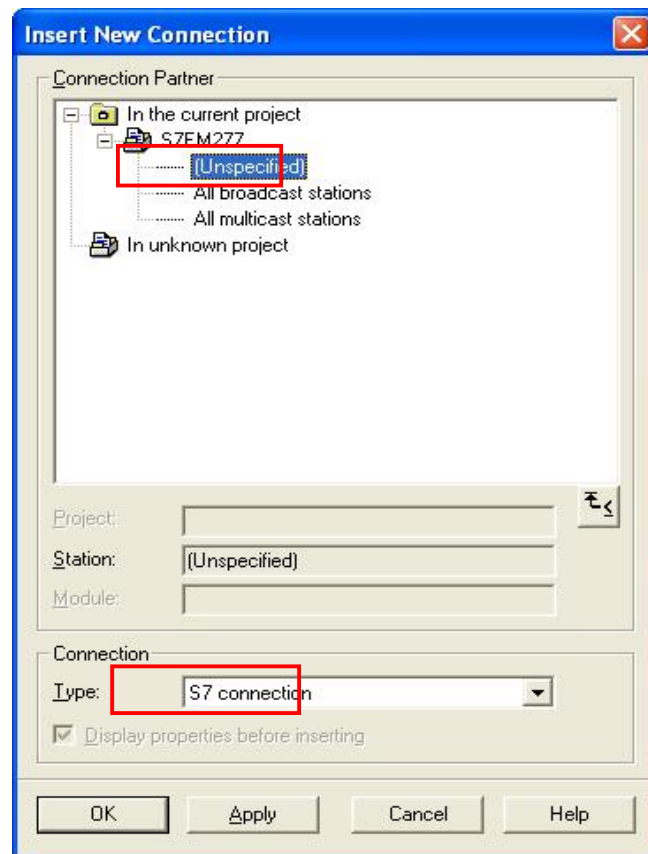 Insert New Connection
Connection Partner
In the current project
S7EM277
(Unspecified)
All broadcast stations
All multicast stations
In unknown project
Project:
Station: (Unspecified)
Module:
Connection
Type: S7 connection
Display properties before inserting
OK Apply Cancel Help